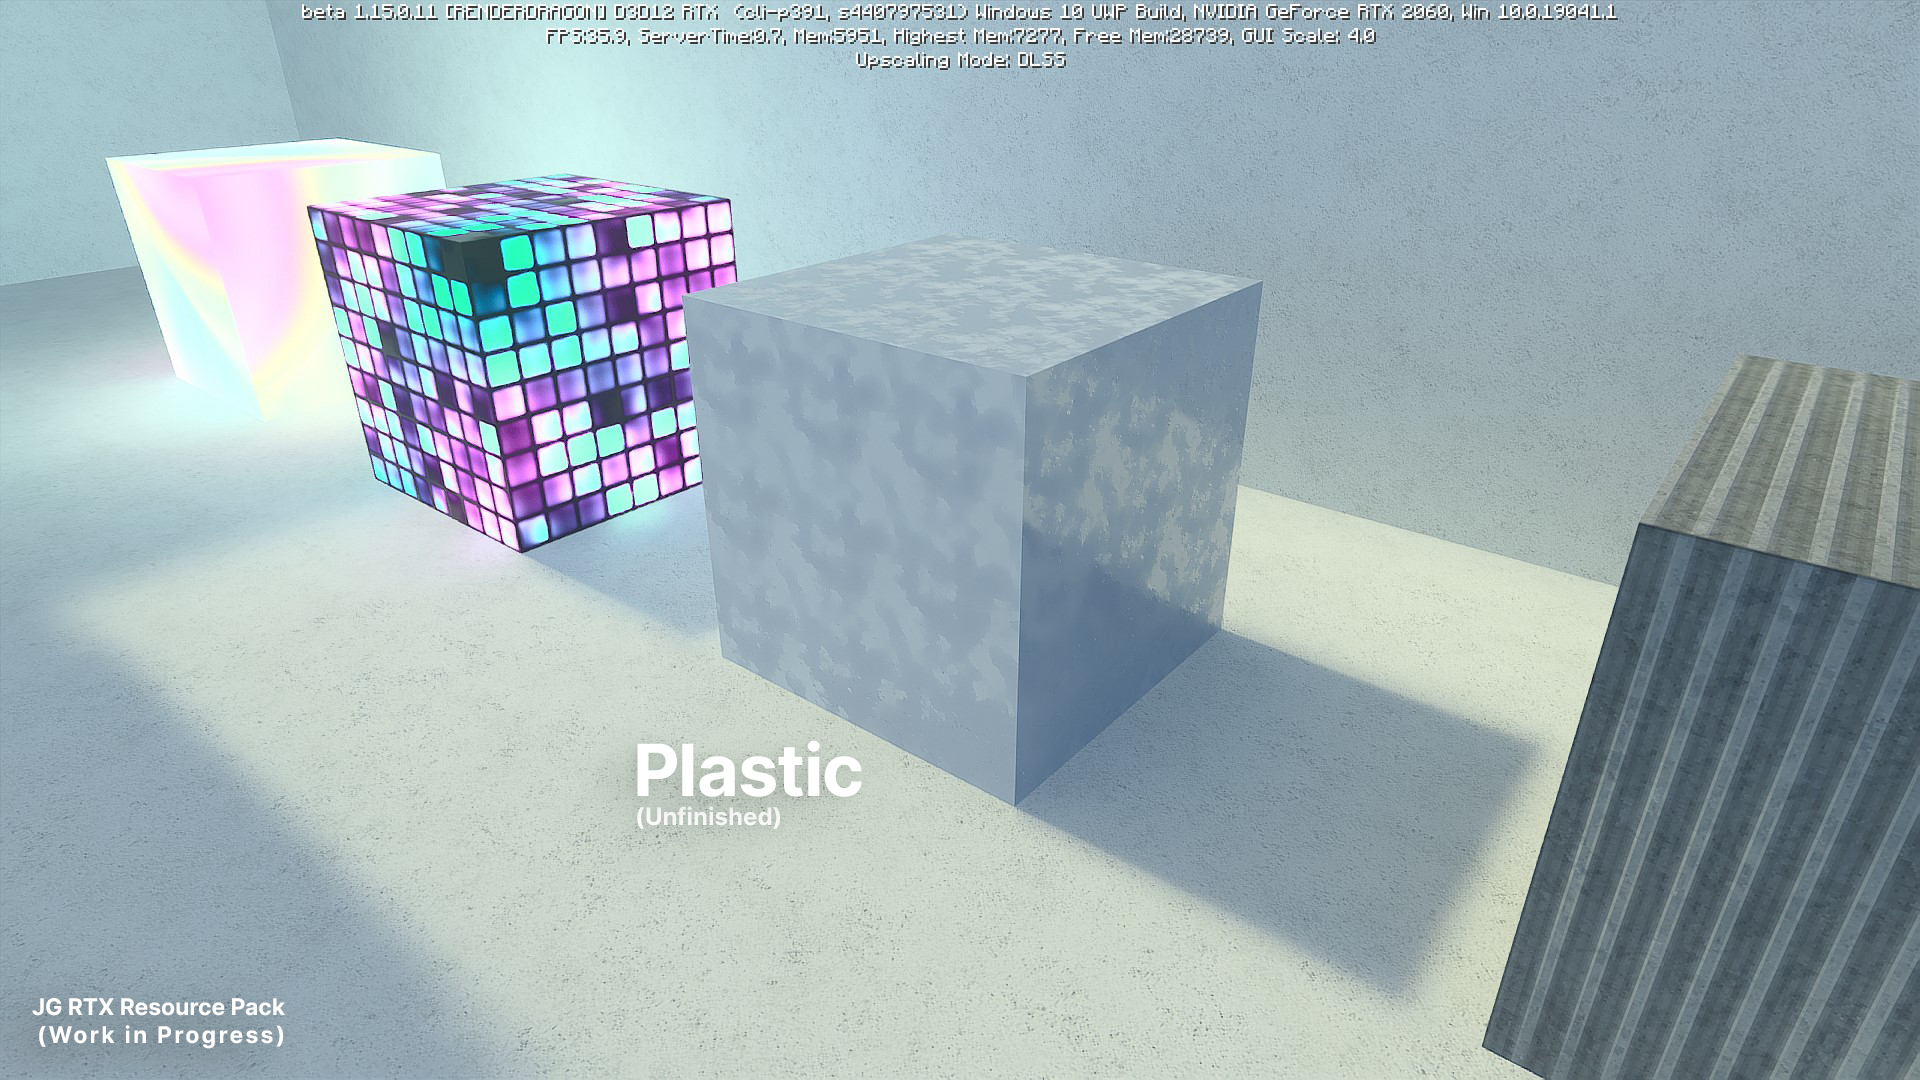 beta 1.15.0.11 [RENDERDRAGON] D3D12 RTX (cli-p391, s440797531) Windows 10 UWP Build, NVIDIA GeForce RTX 2060, Win 10.0.19041.1
FPS:35.9, ServerTime:0.7, Mem:5951, Highest Mem:7277, Free Mem:28739, GUI Scale: 4.0
Upscaling Mode: DLSS
Plastic
(Unfinished)
JG RTX Resource Pack
(Work in Progress)